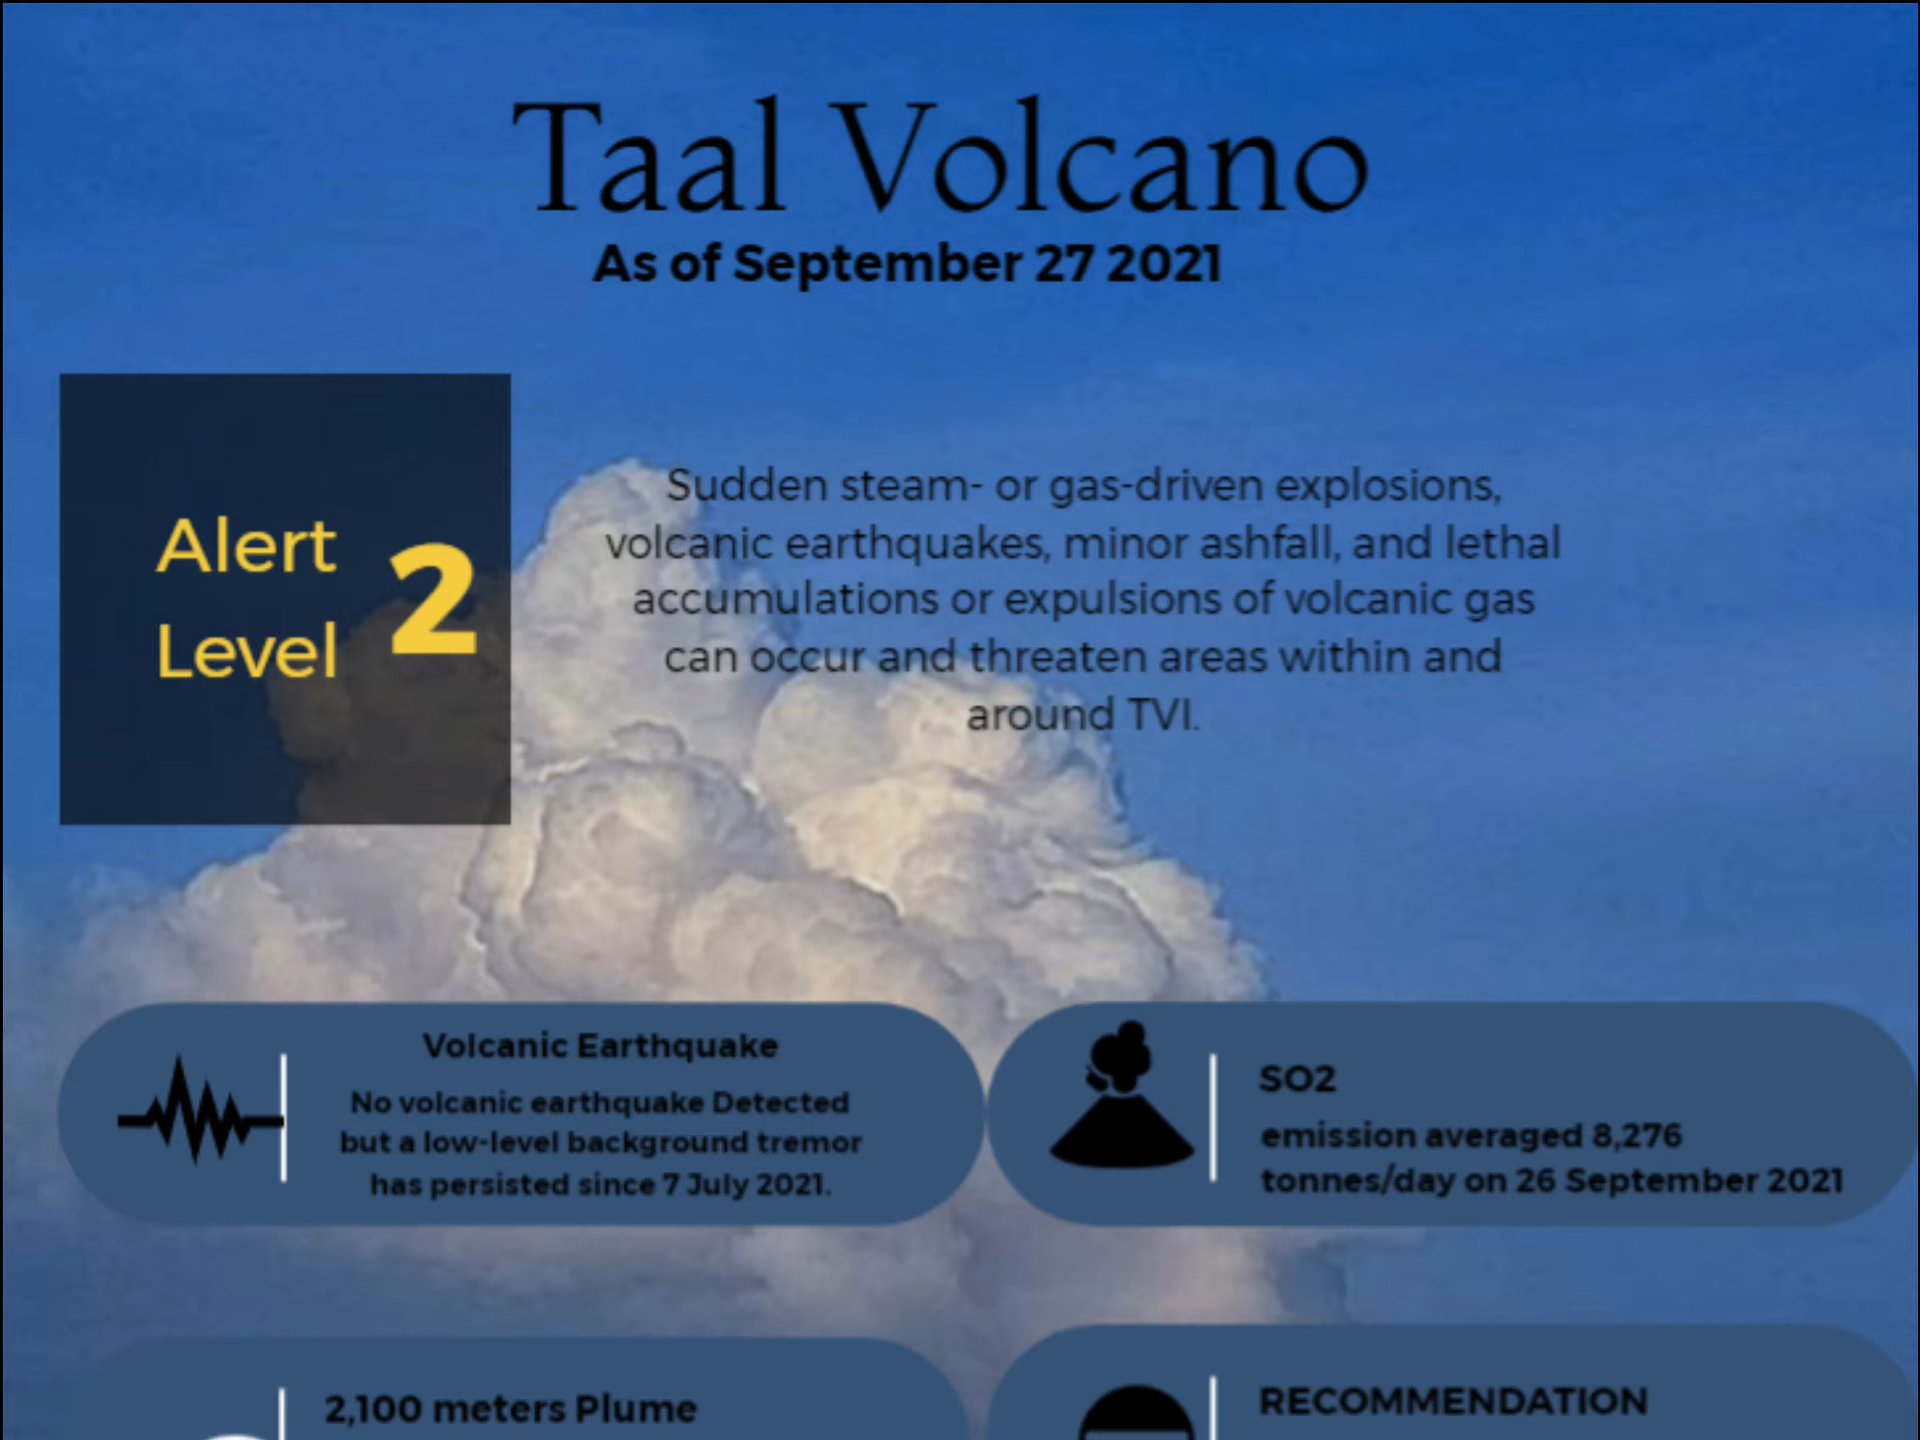 Taal Volcano
As of September 27 2021
Alert
Level
2
Sudden steam- or gas-driven explosions,
volcanic earthquakes, minor ashfall, and lethal
accumulations or expulsions of volcanic gas
can occur and threaten areas within and
around TVI.
Volcanic Earthquake
No volcanic earthquake Detected
but a low-level background tremor
has persisted since 7 July 2021.
SO2
emission averaged 8,276
tonnes/day on 26 September 2021
2,100 meters Plume
RECOMMENDATION